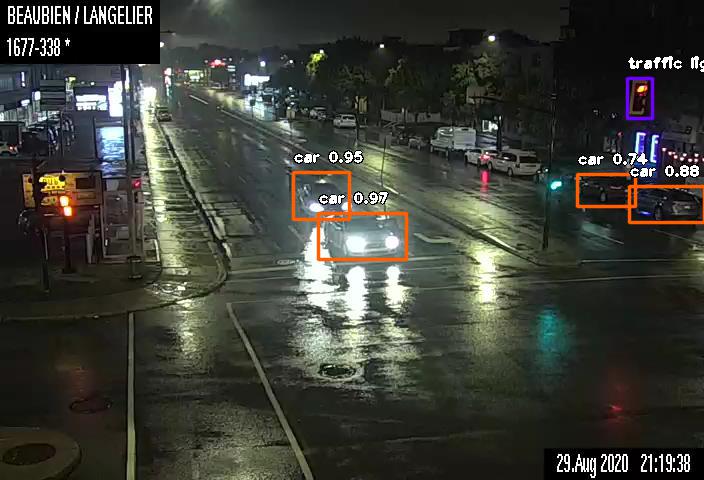 BEAUBIEN / LANGELIER
1677-338 *
traffic lig
car 0.95
car 0.74
car 0.88
car 0.97
29.Aug 2020 21:19:38